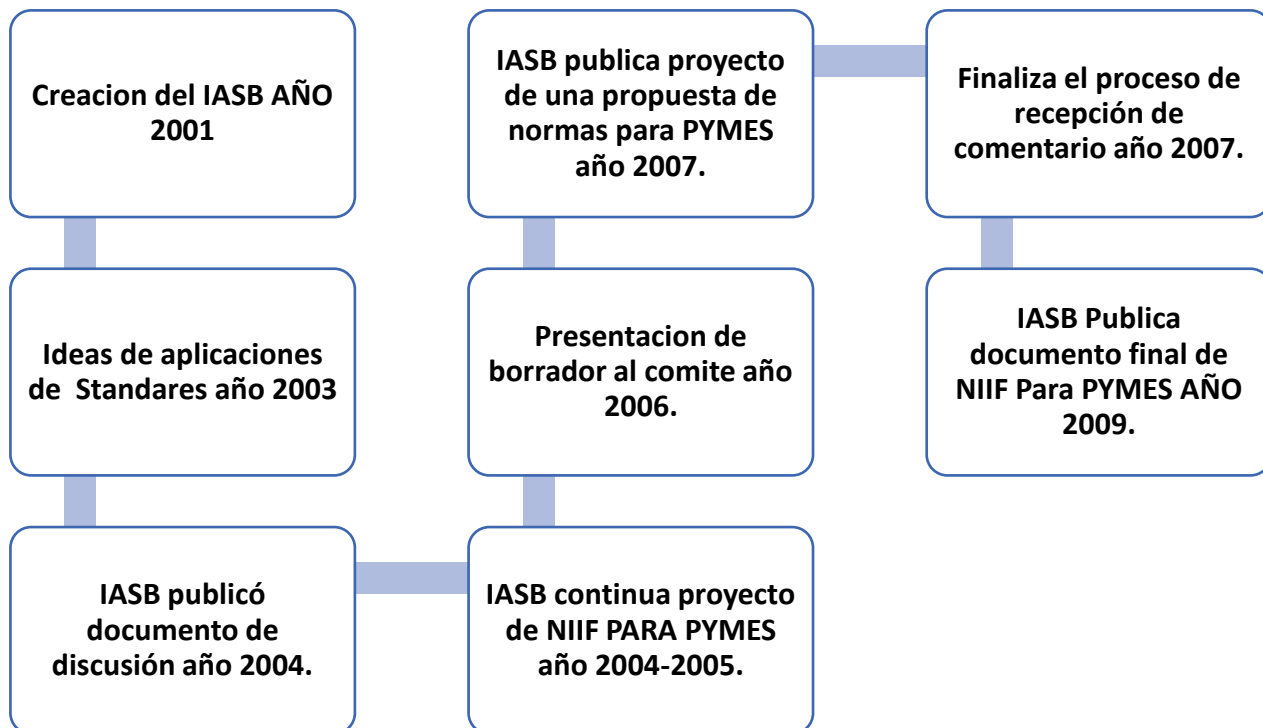 Creacion del IASB AÑO
2001
Ideas de aplicaciones
de Standares año 2003
IASB publicó
documento de
discusión año 2004.
IASB continua proyecto
de NIIF PARA PYMES
año 2004-2005.
Presentacion de
borrador al comite año
2006.
IASB publica proyecto
de una propuesta de
normas para PYMES
año 2007.
Finaliza el proceso de
recepción de
comentario año 2007.
IASB Publica
documento final de
NIIF Para PYMES AÑO
2009.